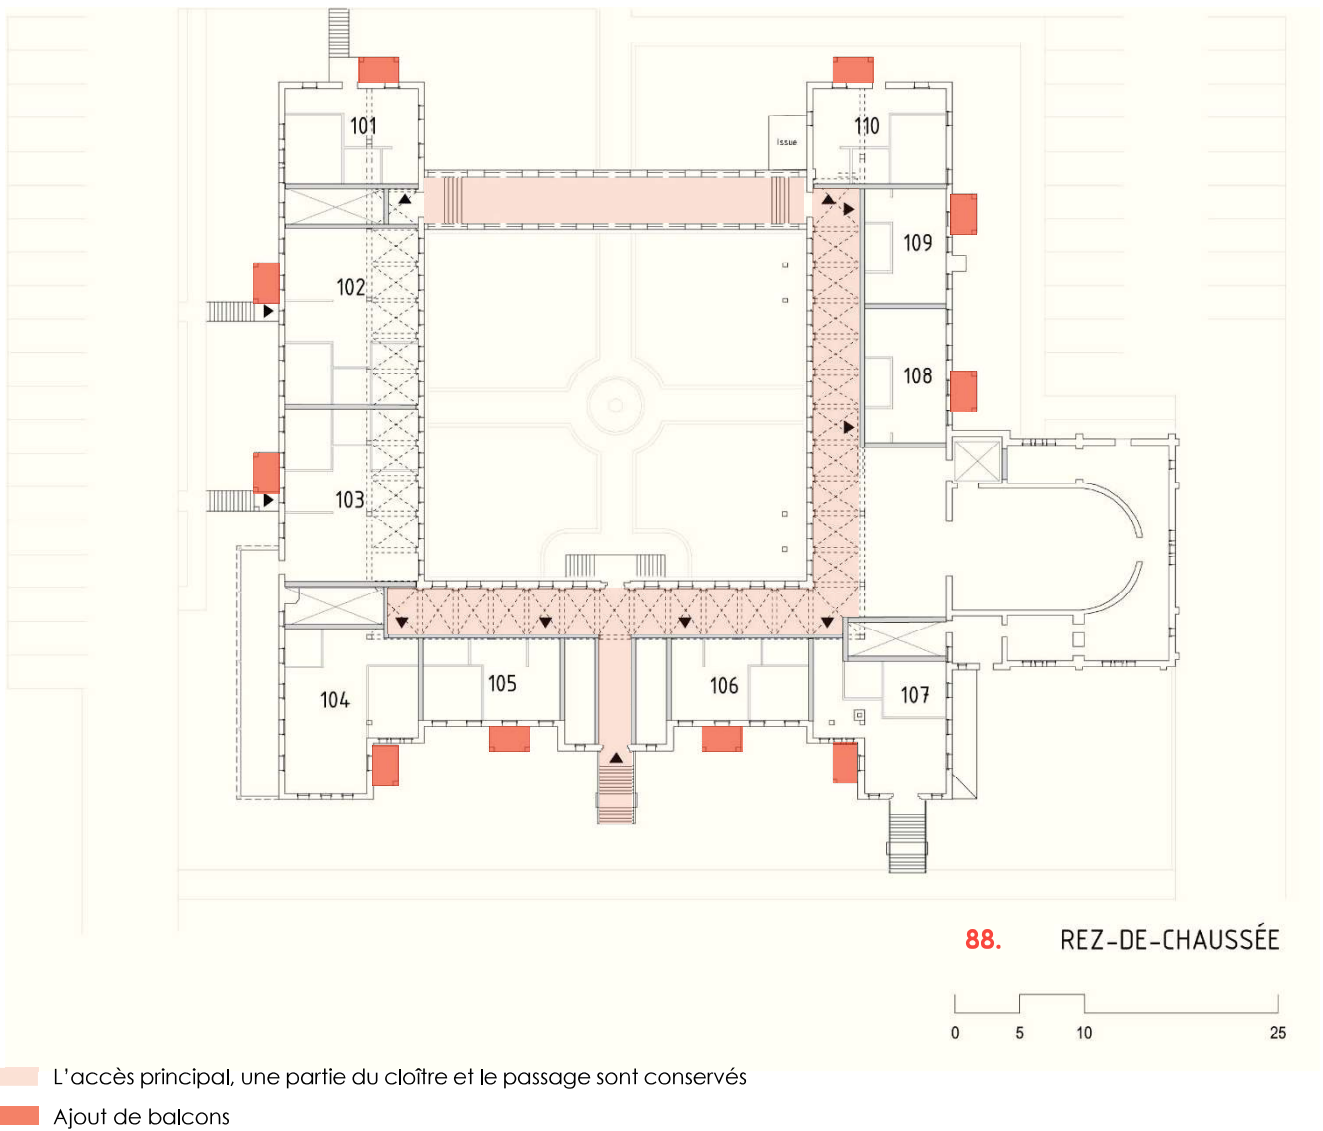 101
110
Issue
109
102
108
103
104
105
106
107
88. REZ-DE-CHAUSSÉE
0 5 10 25
L'accès principal, une partie du cloître et le passage sont conservés
Ajout de balcons